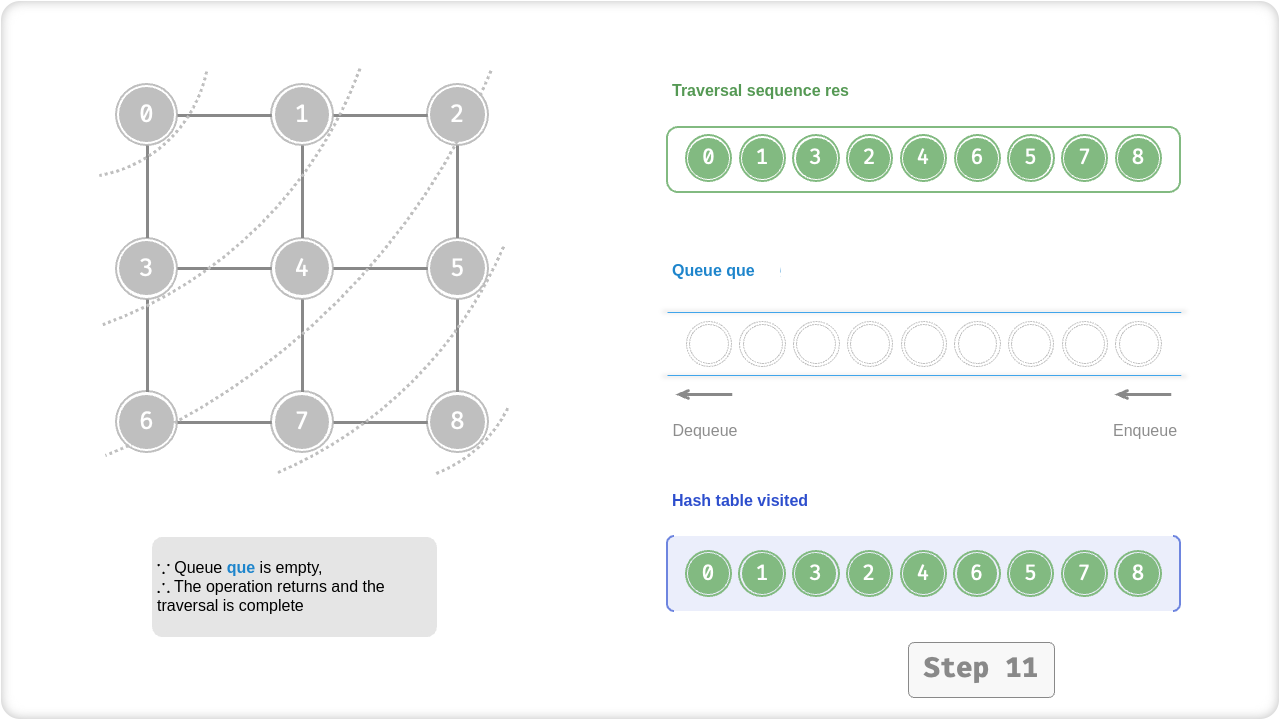 0 1 2
3 4 5
6 7 8
∵ Queue que is empty,
∴ The operation returns and the
traversal is complete
Traversal sequence res
0 1 3 2 4 6 5 7 8
Queue que
Dequeue Enqueue
Hash table visited
0 1 3 2 4 6 5 7 8
Step 11